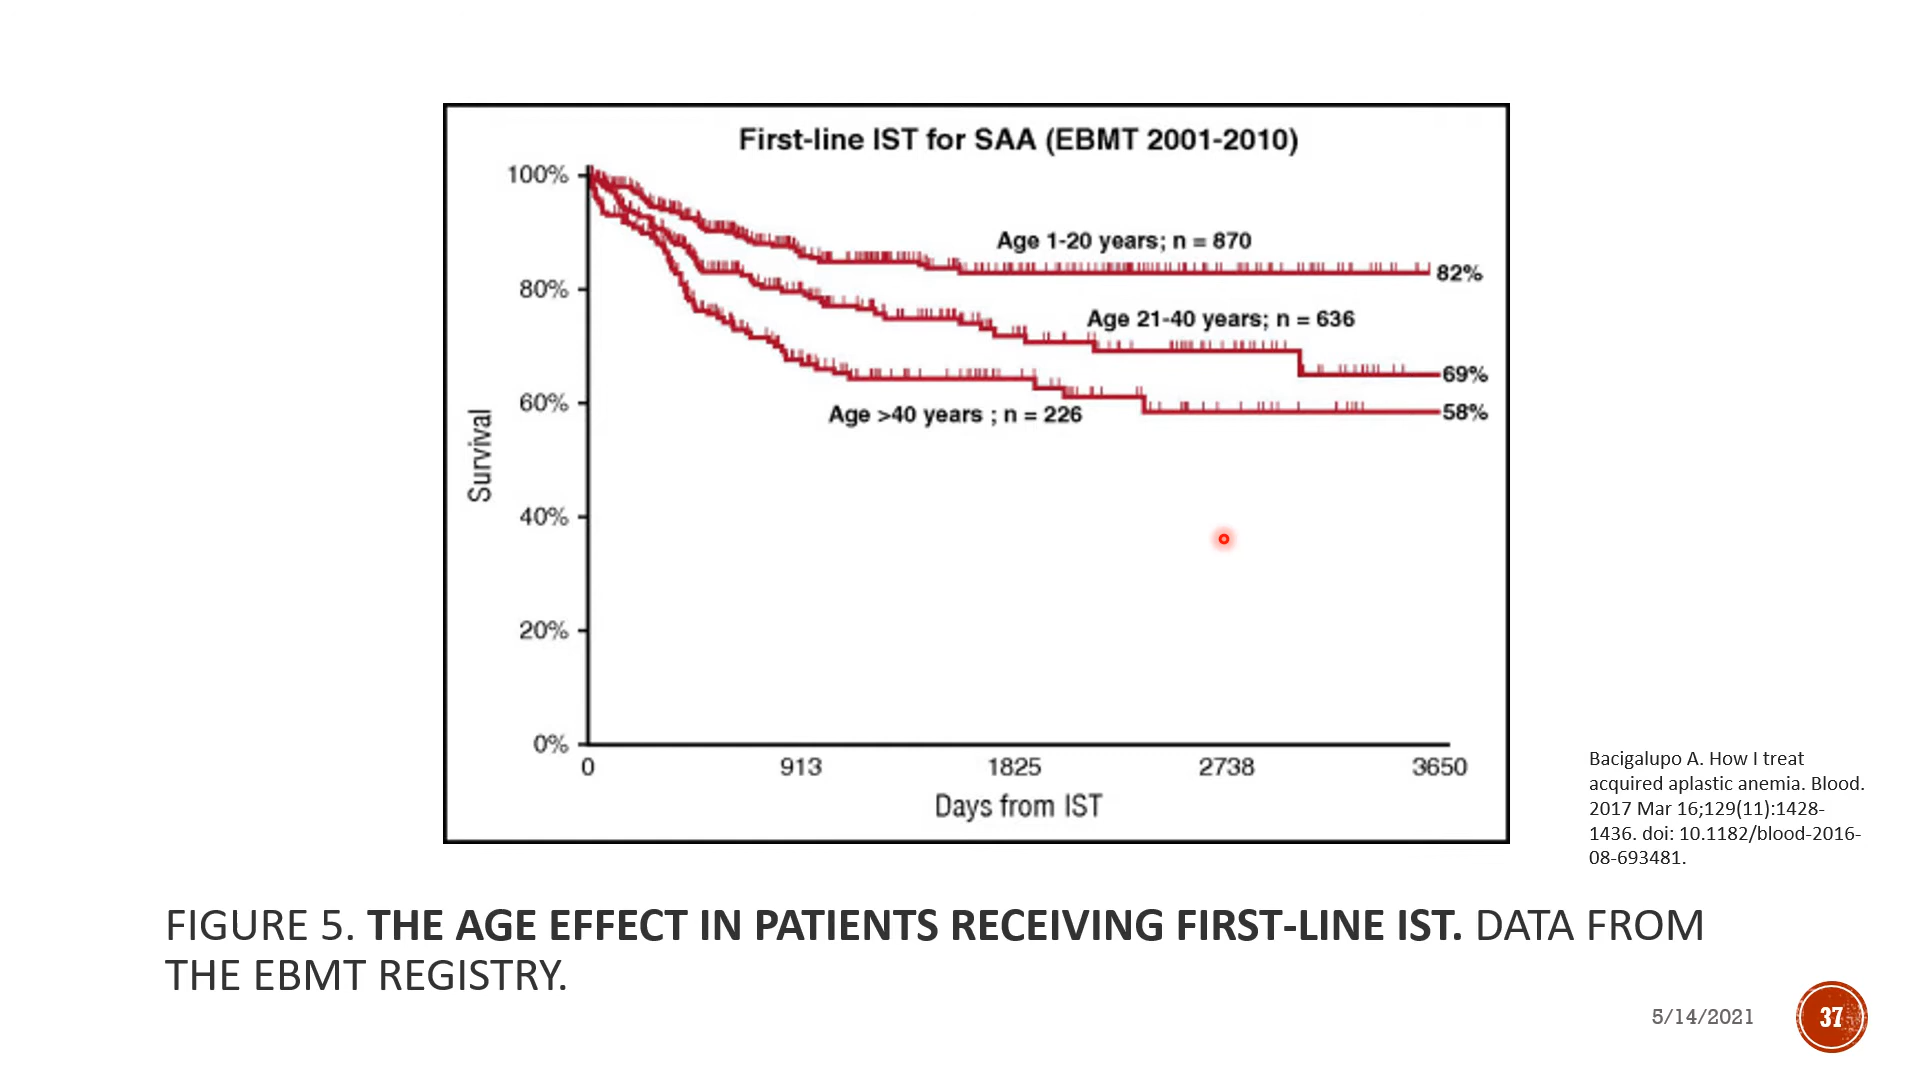 First-line IST for SAA (EBMT 2001-2010)
100%
80%
60%
40%
20%
0%
Survival
Age 1-20 years; n = 870
82%
Age 21-40 years; n = 636
69%
Age >40 years ; n = 226
58%
0
913
1825
2738
3650
Days from IST
Bacigalupo A. How I treat
acquired aplastic anemia. Blood.
2017 Mar 16;129(11):1428-
1436. doi: 10.1182/blood-2016-
08-693481.
FIGURE 5. THE AGE EFFECT IN PATIENTS RECEIVING FIRST-LINE IST. DATA FROM
THE EBMT REGISTRY.
5/14/2021
37